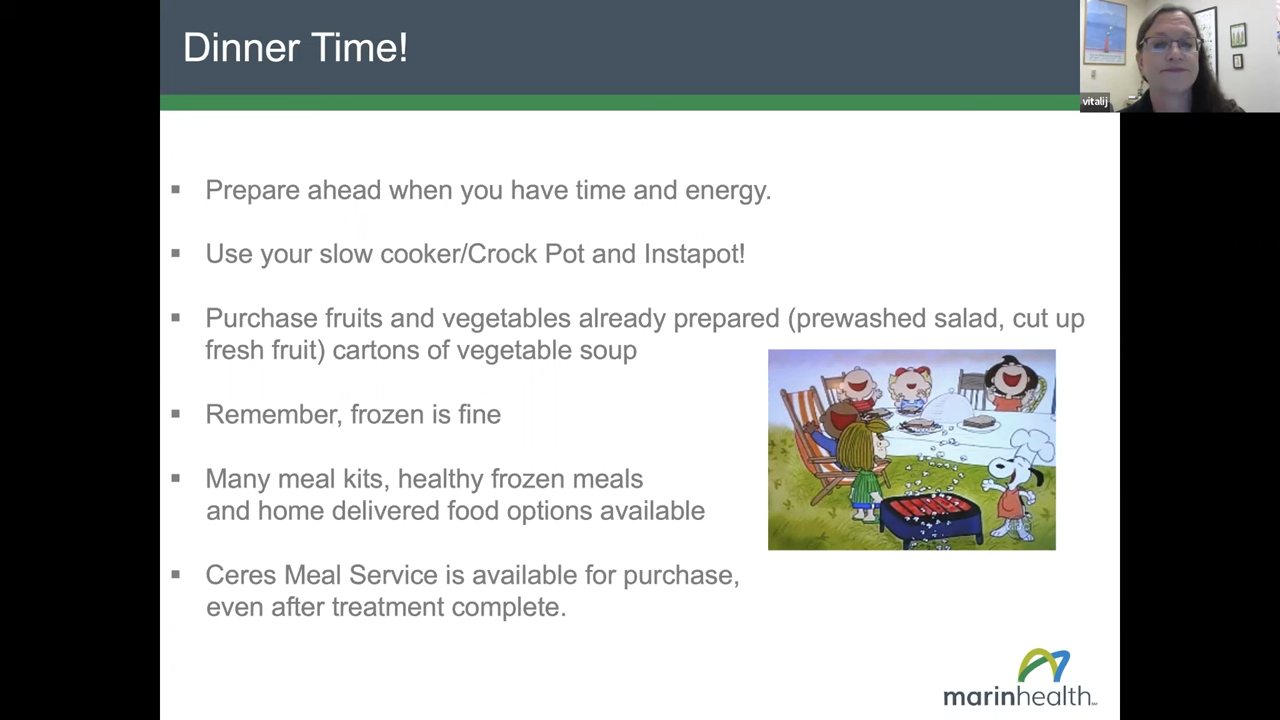 Dinner Time!
vitalij
▪ Prepare ahead when you have time and energy.
▪ Use your slow cooker/Crock Pot and Instapot!
▪ Purchase fruits and vegetables already prepared (prewashed salad, cut up
fresh fruit) cartons of vegetable soup
▪ Remember, frozen is fine
▪ Many meal kits, healthy frozen meals
and home delivered food options available
▪ Ceres Meal Service is available for purchase,
even after treatment complete.
marinhealth℠